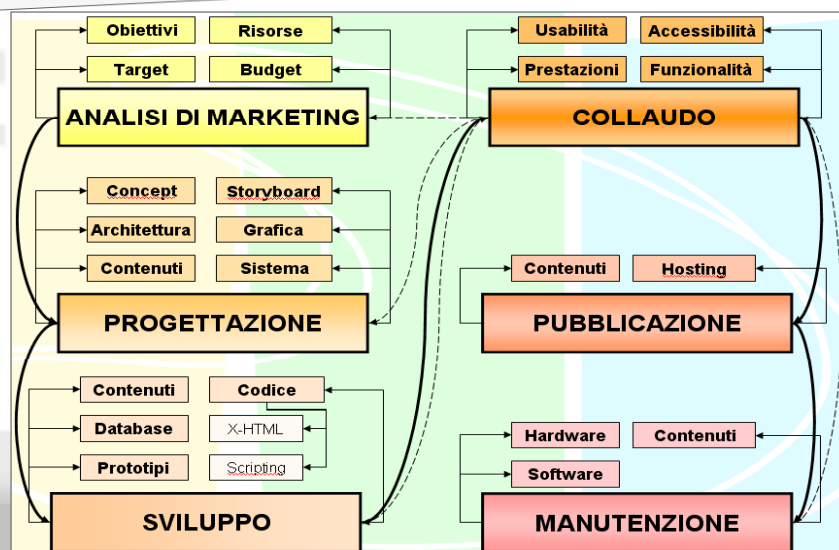 Obiettivi
Risorse
Target
Budget
ANALISI DI MARKETING
Concept
Storyboard
Architettura
Grafica
Contenuti
Sistema
PROGETTAZIONE
Contenuti
Codice
Database
X-HTML
Prototipi
Scripting
SVILUPPO
Usabilità
Accessibilità
Prestazioni
Funzionalità
COLLAUDO
Contenuti
Hosting
PUBBLICAZIONE
Hardware
Contenuti
Software
MANUTENZIONE